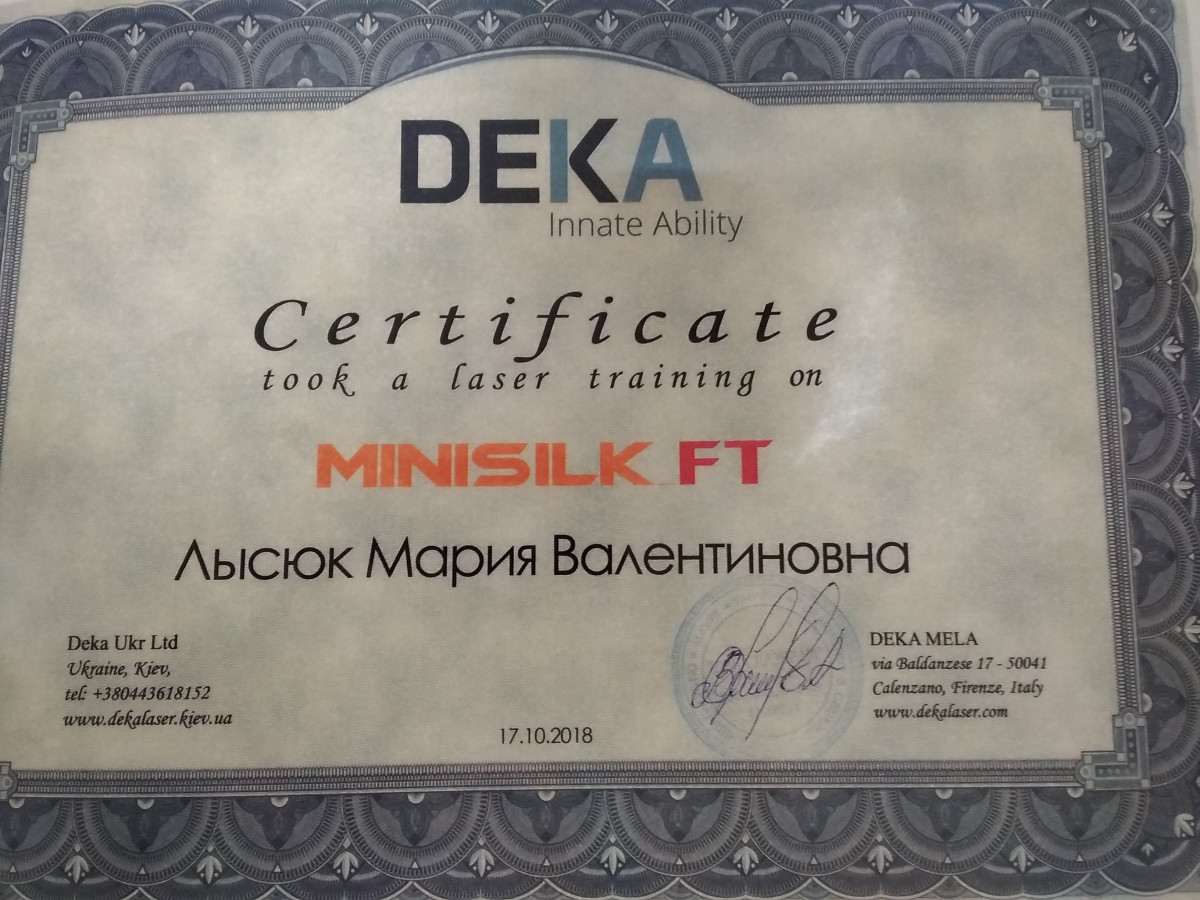 DEKA
Innate Ability
Certificate
took a laser training on
MINISILK FT
Лысюк Мария Валентиновна
Deka Ukr Ltd
Ukraine, Kiev,
tel: +380443618152
www.dekalaser.kiev.ua
17.10.2018
DEKA MELA
via Baldanzese 17 - 50041
Calenzano, Firenze, Italy
www.dekalaser.com